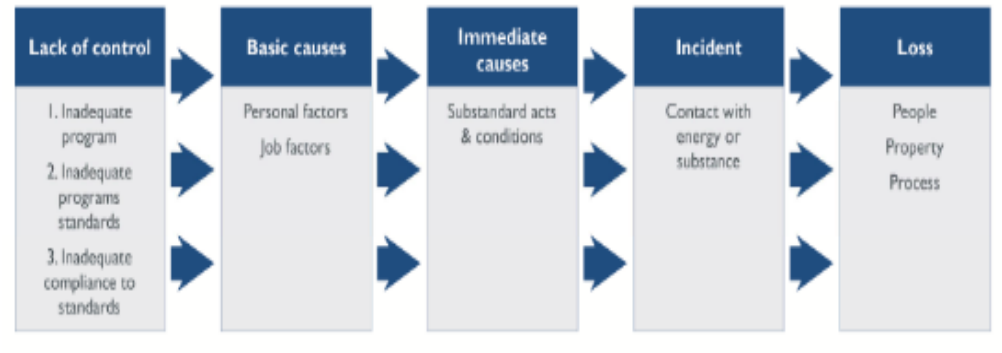 Lack of control
1. Inadequate
program
2. Inadequate
programs
standards
3. Inadequate
compliance to
standards
Basic causes
Personal factors
Job factors
Immediate
causes
Substandard acts
& conditions
Incident
Contact with
energy or
substance
Loss
People
Property
Process